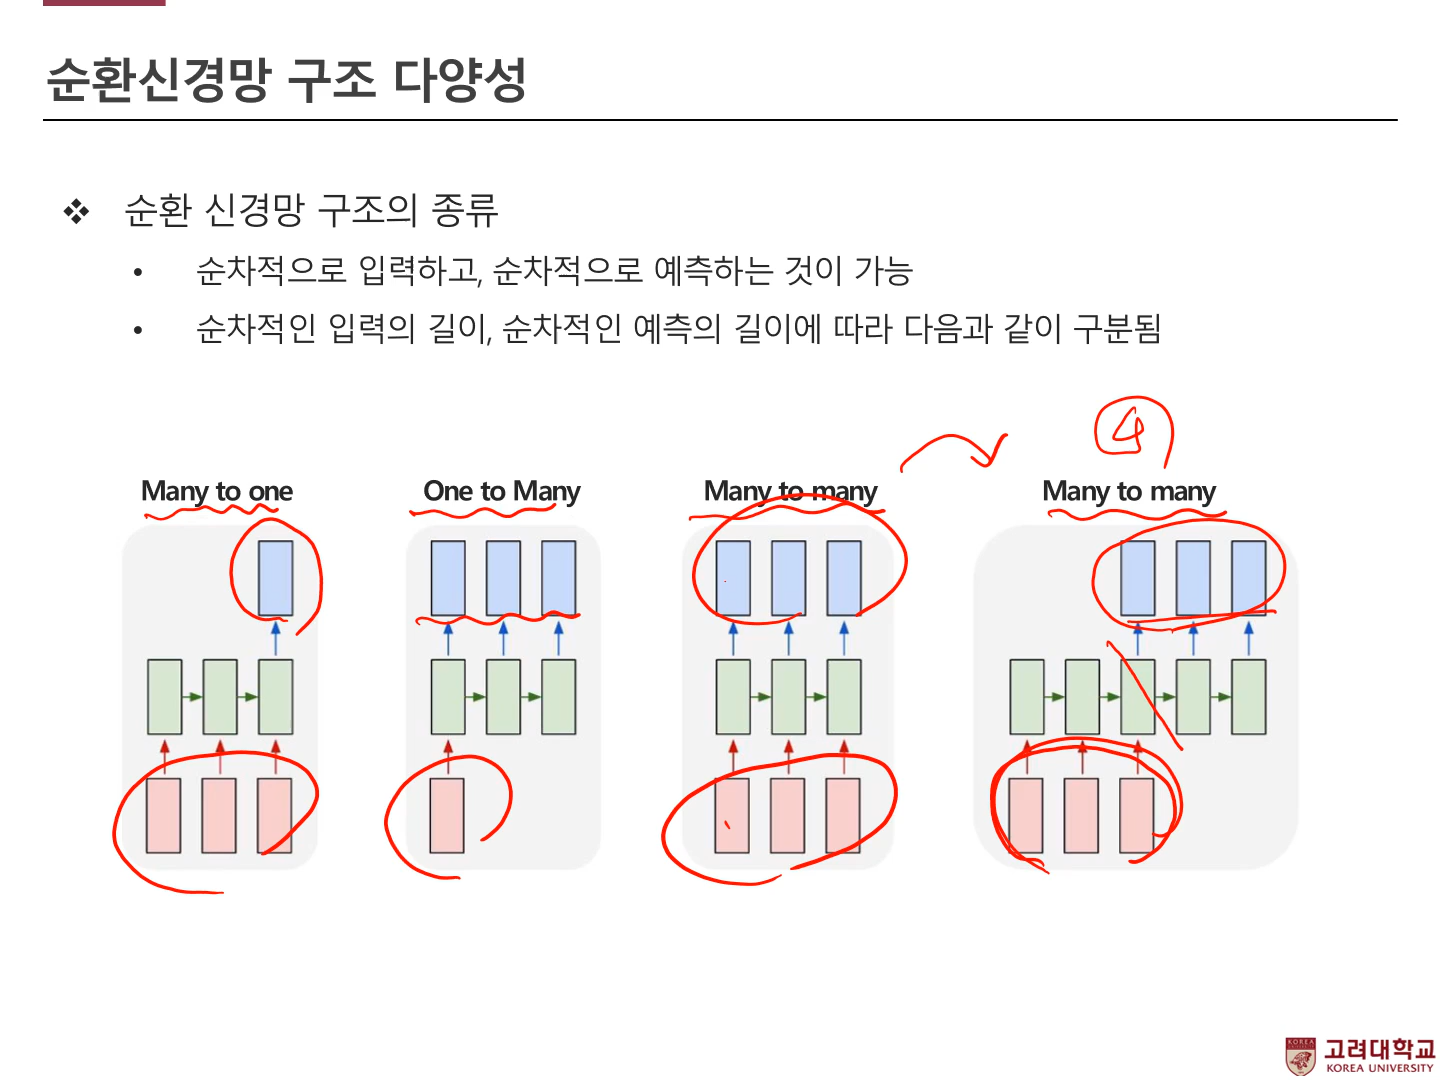 순환신경망 구조 다양성
❖ 순환 신경망 구조의 종류
• 순차적으로 입력하고, 순차적으로 예측하는 것이 가능
• 순차적인 입력의 길이, 순차적인 예측의 길이에 따라 다음과 같이 구분됨
④
Many to one One to Many Many to many Many to many
고려대학교
KOREA UNIVERSITY